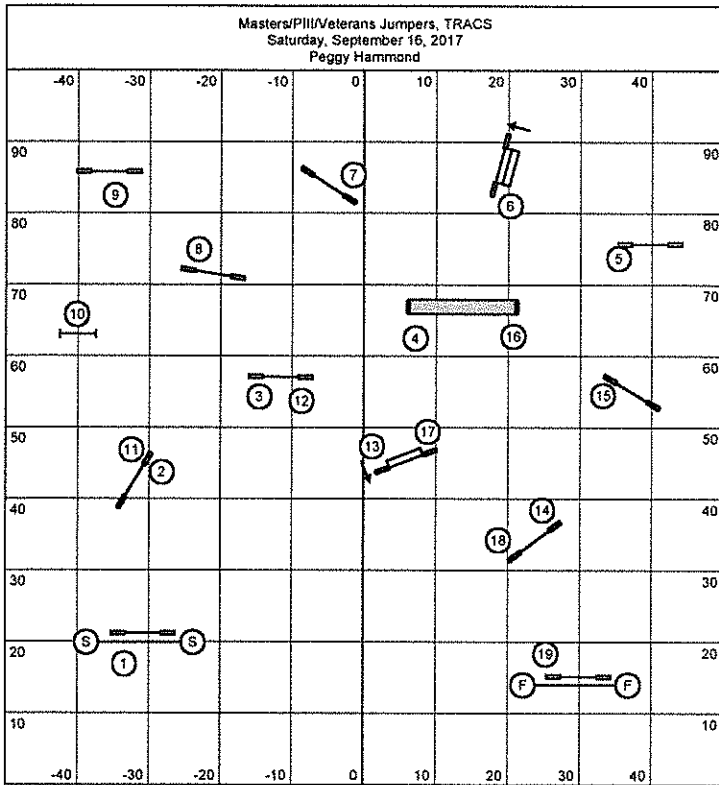 Masters/PIII/Veterans Jumpers, TRACS
Saturday, September 16, 2017
Peggy Hammond
-40 -30 -20 -10 0 10 20 30 40
90 90
9 7 6
80 80
8 5
70 70
10 4 16
60 60
3 12 15
50 50
11 2 13 17
40 40
14 18
30 30
S S
20 20
1 19
F F
10 10
-40 -30 -20 -10 0 10 20 30 40